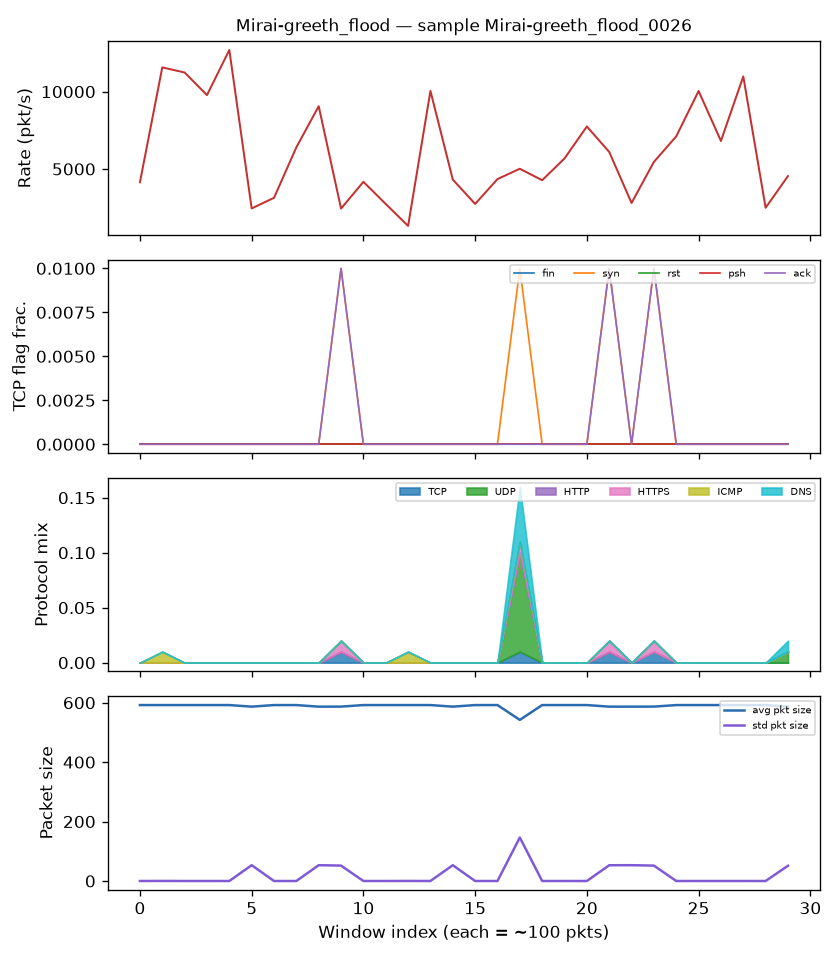 Mirai-greeth_flood — sample Mirai-greeth_flood_0026
Rate (pkt/s)
10000
5000
TCP flag frac.
0.0100
0.0075
0.0050
0.0025
0.0000
fin syn rst psh ack
Protocol mix
0.15
0.10
0.05
0.00
TCP UDP HTTP HTTPS ICMP DNS
Packet size
600
400
200
0
avg pkt size
std pkt size
0 5 10 15 20 25 30
Window index (each = ~100 pkts)